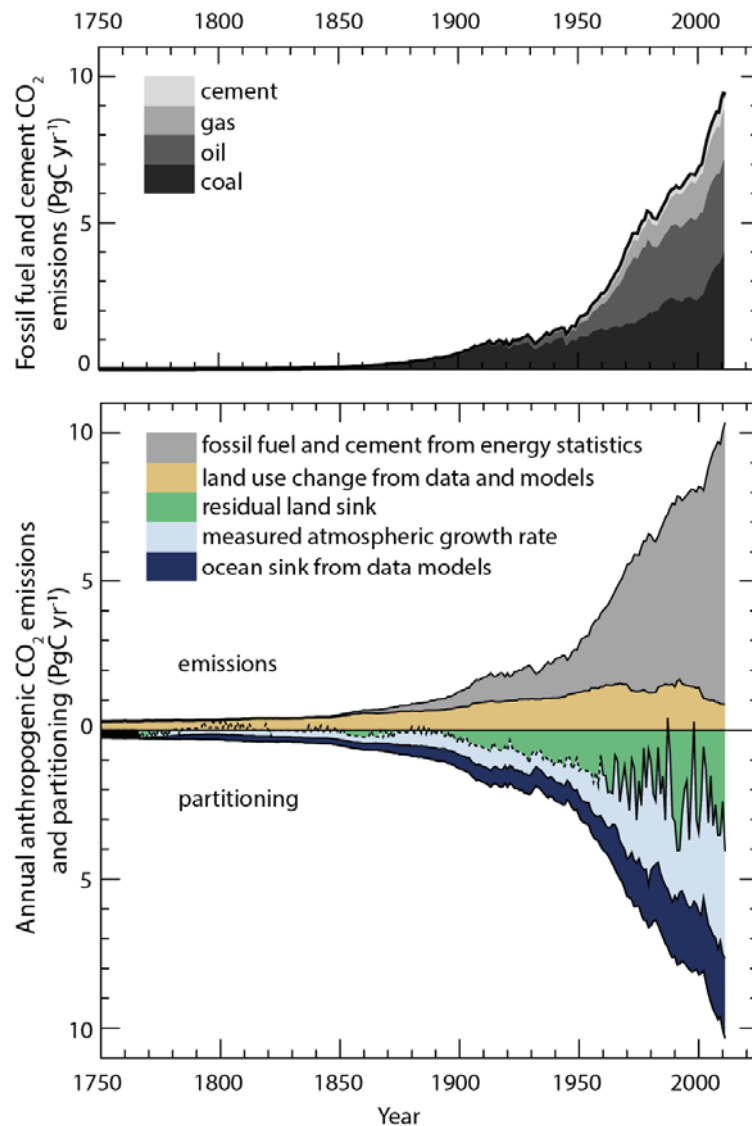 1750 1800 1850 1900 1950 2000
Fossil fuel and cement CO2
emissions (PgC yr-1)
10
5
0
cement
gas
oil
coal
Annual anthropogenic CO2 emissions
and partitioning (PgC yr-1)
10
5
0
5
10
fossil fuel and cement from energy statistics
land use change from data and models
residual land sink
measured atmospheric growth rate
ocean sink from data models
emissions
partitioning
1750 1800 1850 1900 1950 2000
Year